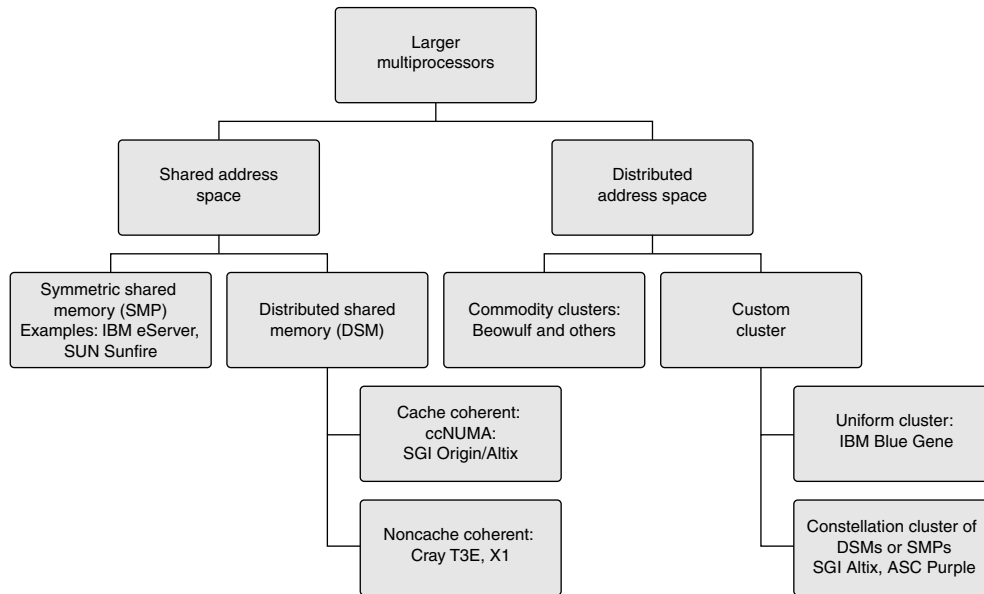 Larger
multiprocessors
Shared address
space
Distributed
address space
Symmetric shared
memory (SMP)
Examples: IBM eServer,
SUN Sunfire
Distributed shared
memory (DSM)
Commodity clusters:
Beowulf and others
Custom
cluster
Cache coherent:
ccNUMA:
SGI Origin/Altix
Uniform cluster:
IBM Blue Gene
Noncache coherent:
Cray T3E, X1
Constellation cluster of
DSMs or SMPs
SGI Altix, ASC Purple